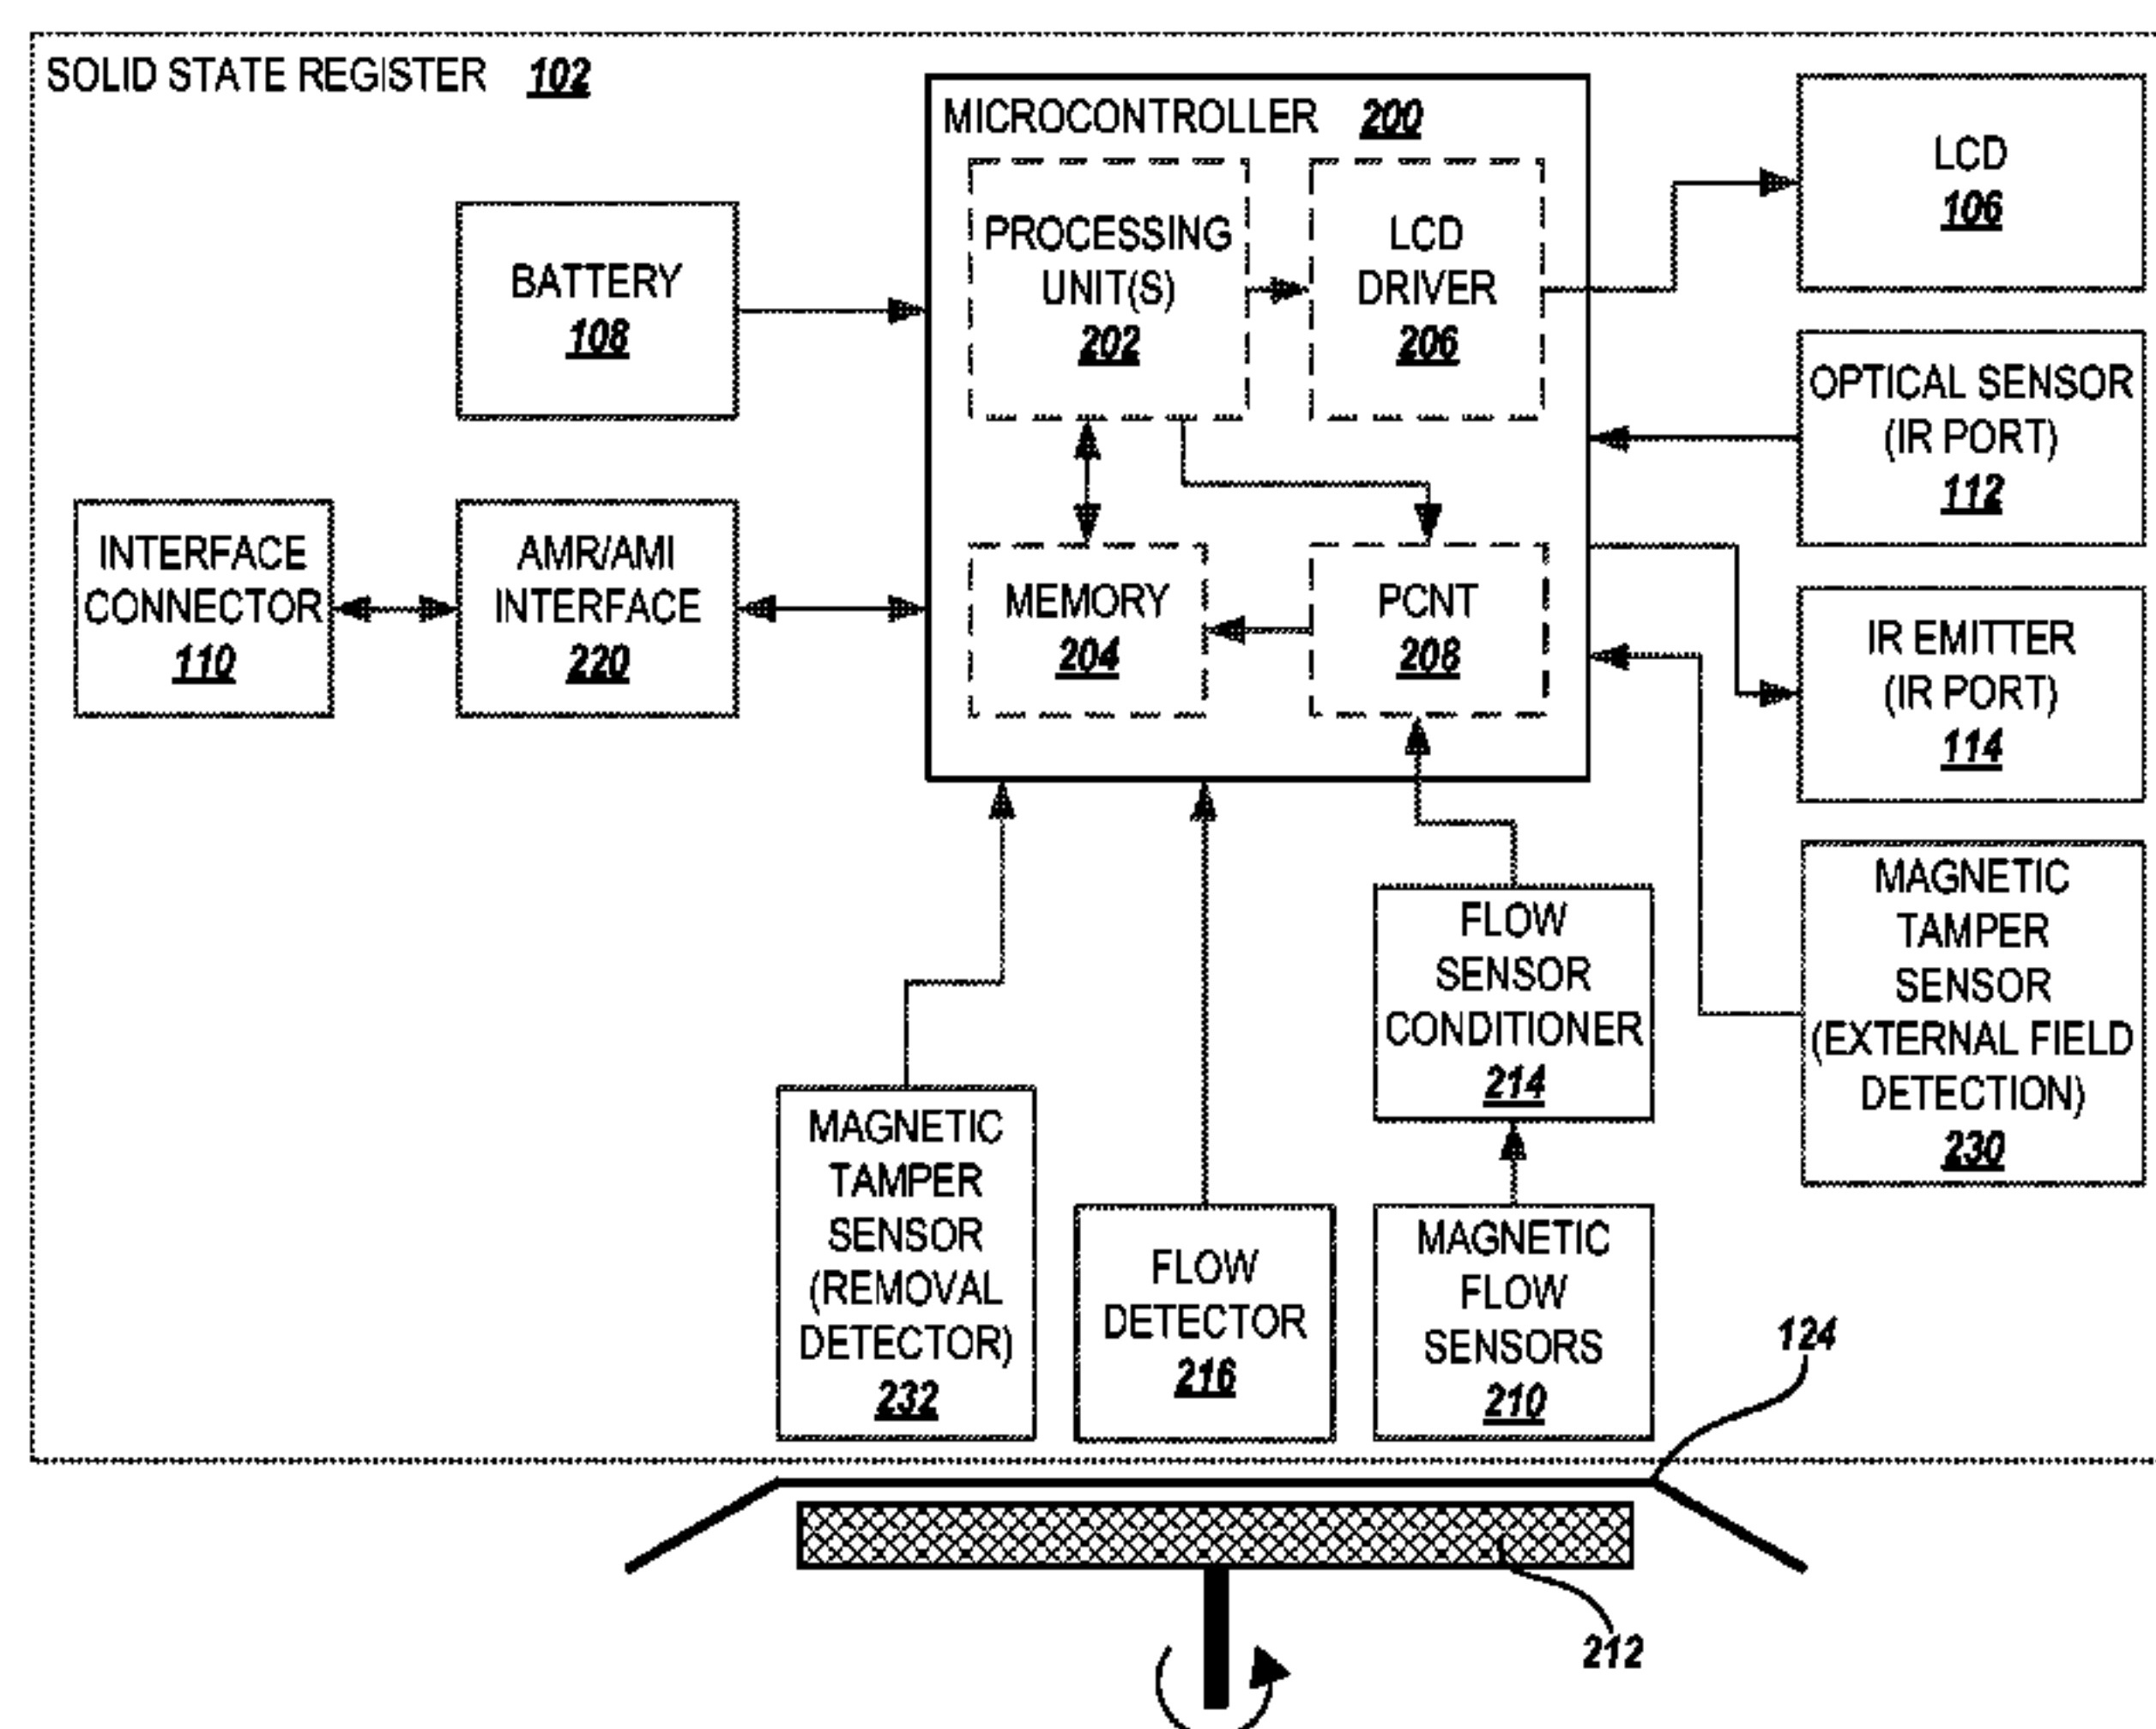 SOLID STATE REGISTER 102
MICROCONTROLLER 200
PROCESSING
UNIT(S)
202
LCD
DRIVER
206
LCD
106
BATTERY
108
OPTICAL SENSOR
(IR PORT)
112
INTERFACE
CONNECTOR
110
AMR/AMI
INTERFACE
220
MEMORY
204
PCNT
208
IR EMITTER
(IR PORT)
114
FLOW
SENSOR
CONDITIONER
214
MAGNETIC
TAMPER
SENSOR
(EXTERNAL FIELD
DETECTION)
230
MAGNETIC
TAMPER
SENSOR
(REMOVAL
DETECTOR)
232
FLOW
DETECTOR
216
MAGNETIC
FLOW
SENSORS
210
124
212